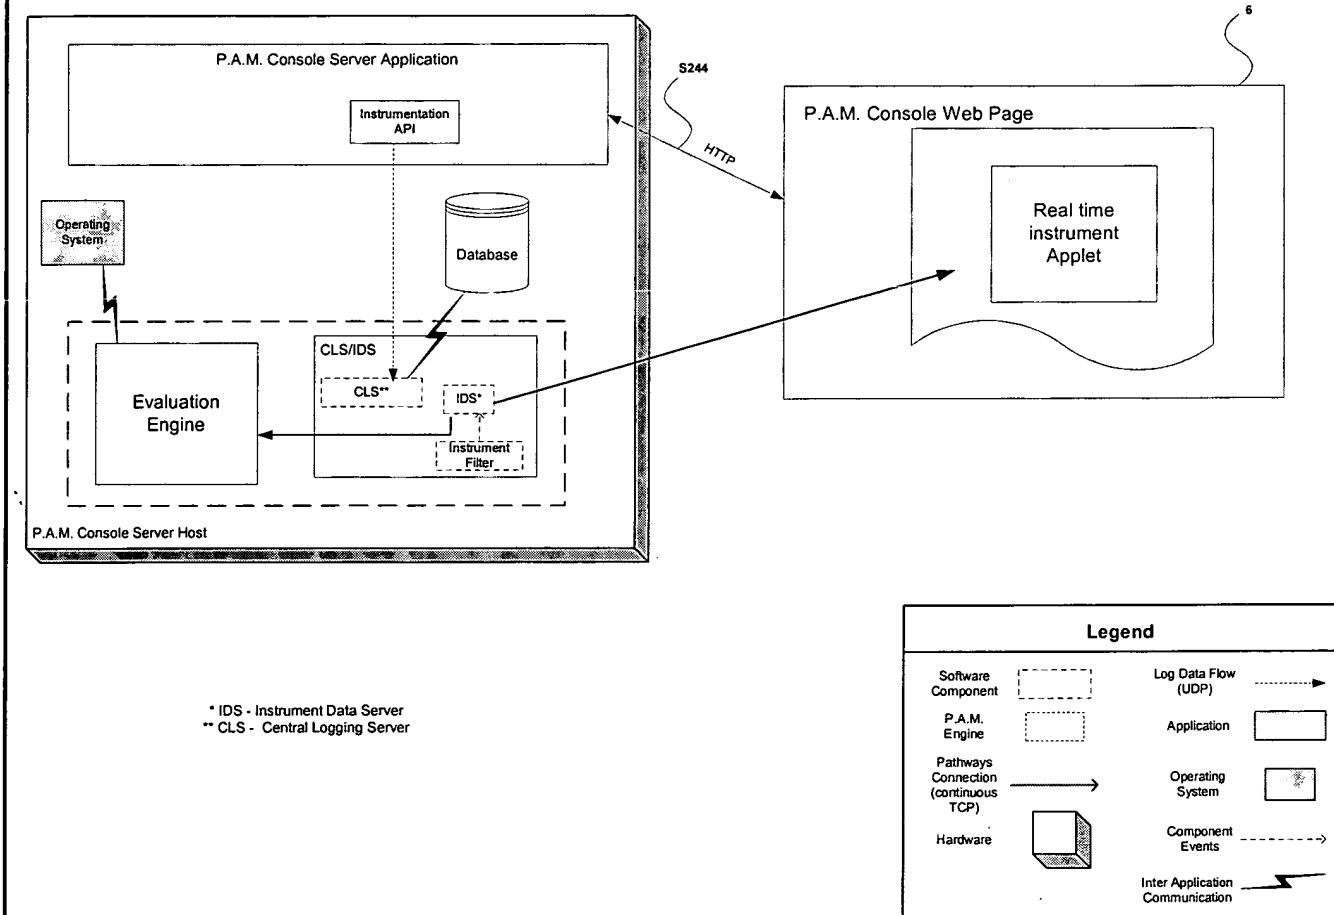 6
P.A.M. Console Server Application
S244
Instrumentation
API
HTTP
P.A.M. Console Web Page
Real time
instrument
Applet
Operating
System
Database
CLS/IDS
CLS**
IDS*
Evaluation
Engine
Instrument
Filter
P.A.M. Console Server Host
* IDS - Instrument Data Server
** CLS - Central Logging Server
Legend
Software
Component
Log Data Flow
(UDP)
P.A.M.
Engine
Application
Pathways
Connection
(continuous
TCP)
Operating
System
Hardware
Component
Events
Inter Application
Communication